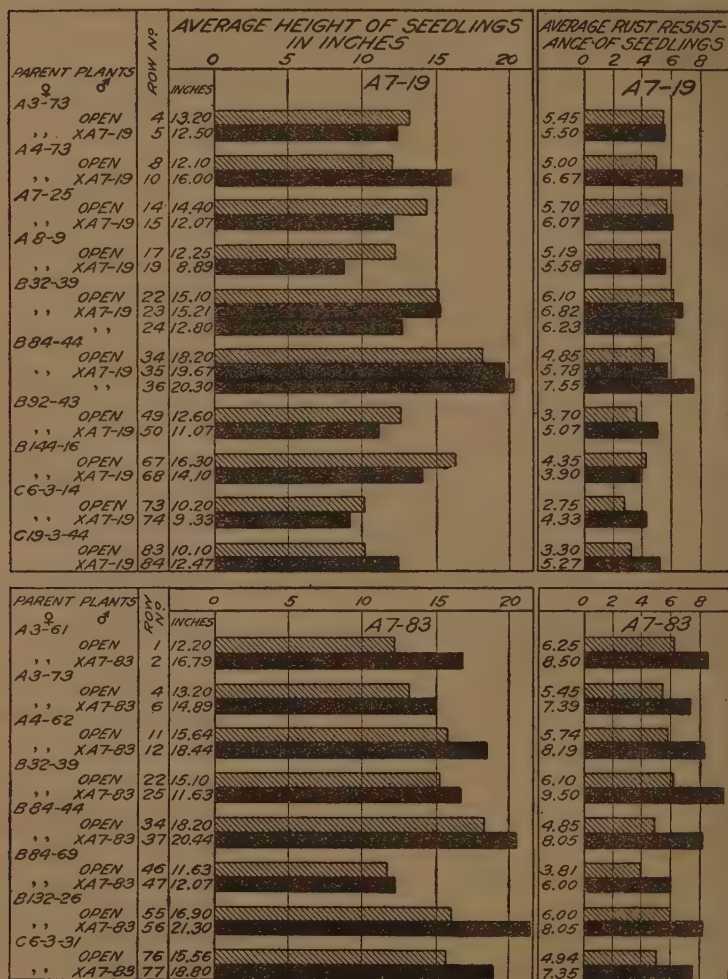 AVERAGE HEIGHT OF SEEDLINGS
IN INCHES
AVERAGE RUST RESIST-
ANCE OF SEEDLINGS
ROW Nº
0 5 10 15 20
0 2 4 6 8
PARENT PLANTS
♀ ♂
INCHES
A7-19
A7-19
A3-73
OPEN 4 13.20 5.45
,, XA7-19 5 12.50 5.50
A4-73
OPEN 8 12.10 5.00
,, XA7-19 10 16.00 6.67
A7-25
OPEN 14 14.40 5.70
,, XA7-19 15 12.07 6.07
A8-9
OPEN 17 12.25 5.19
,, XA7-19 19 8.89 5.58
B32-39
OPEN 22 15.10 6.10
,, XA7-19 23 15.21 6.82
,, 24 12.80 6.23
B84-44
OPEN 34 18.20 4.85
,, XA7-19 35 19.67 5.78
,, 36 20.30 7.55
B92-43
OPEN 49 12.60 3.70
,, XA7-19 50 11.07 5.07
B144-16
OPEN 67 16.30 4.35
,, XA7-19 68 14.10 3.90
C6-3-14
OPEN 73 10.20 2.75
,, XA7-19 74 9.33 4.33
C19-3-44
OPEN 83 10.10 3.30
XA7-19 84 12.47 5.27
PARENT PLANTS
♀ ♂
ROW Nº
INCHES
0 5 10 15 20
0 2 4 6 8
A7-83
A7-83
A3-61
OPEN 1 12.20 6.25
,, XA7-83 2 16.79 8.50
A3-73
OPEN 4 13.20 5.45
,, XA7-83 6 14.89 7.39
A4-62
OPEN 11 15.64 5.74
,, XA7-83 12 18.44 8.19
B32-39
OPEN 22 15.10 6.10
,, XA7-83 25 11.63 9.50
B84-44
OPEN 34 18.20 4.85
,, XA7-83 37 20.44 8.05
B84-69
OPEN 46 11.63 3.81
,, XA7-83 47 12.07 6.00
B132-26
OPEN 55 16.90 6.00
,, XA7-83 56 21.30 8.05
C6-3-31
OPEN 76 15.56 4.94
,, XA7-83 77 18.80 7.35